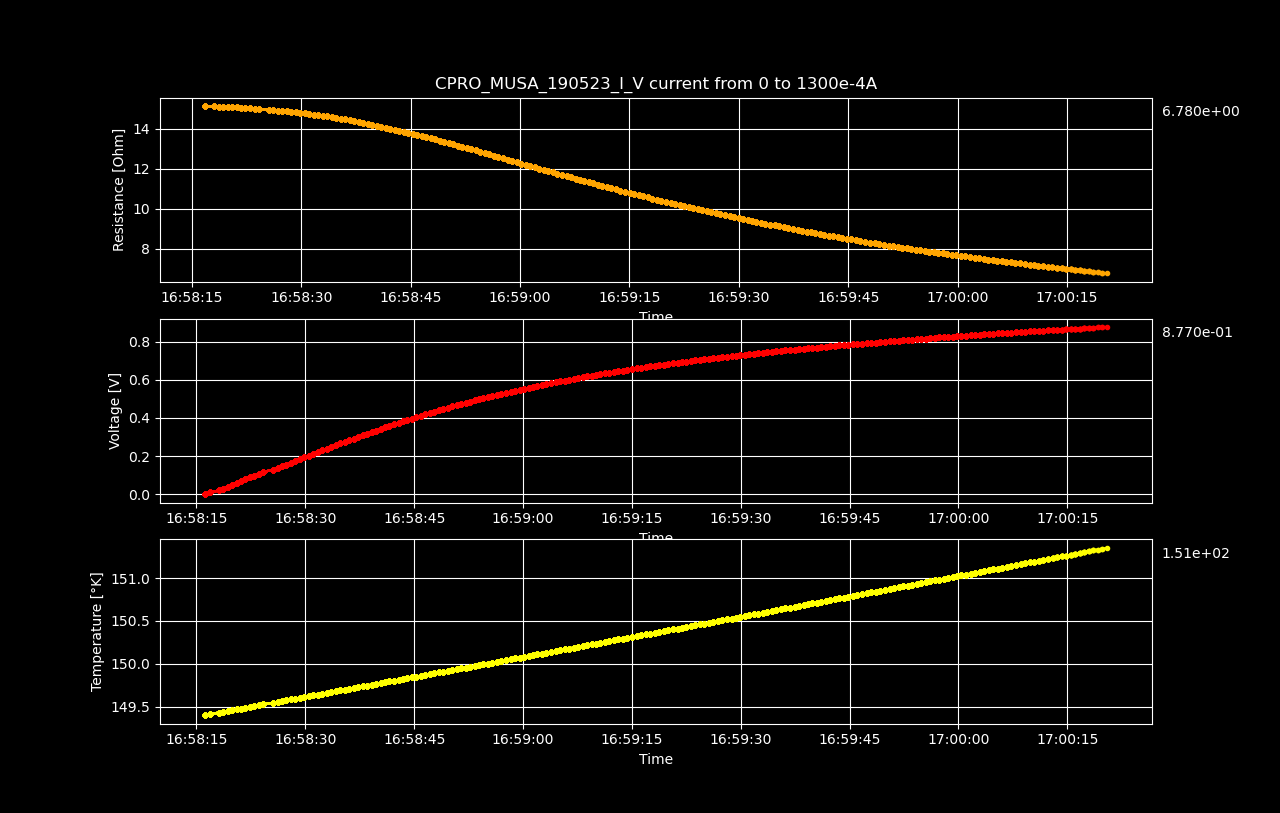 CPRO_MUSA_190523_I_V current from 0 to 1300e-4A
6.780e+00
Resistance [Ohm]
14
12
10
8
16:58:15 16:58:30 16:58:45 16:59:00 16:59:15 16:59:30 16:59:45 17:00:00 17:00:15
Time
8.770e-01
Voltage [V]
0.8
0.6
0.4
0.2
0.0
16:58:15 16:58:30 16:58:45 16:59:00 16:59:15 16:59:30 16:59:45 17:00:00 17:00:15
Time
1.51e+02
Temperature [°K]
151.0
150.5
150.0
149.5
16:58:15 16:58:30 16:58:45 16:59:00 16:59:15 16:59:30 16:59:45 17:00:00 17:00:15
Time